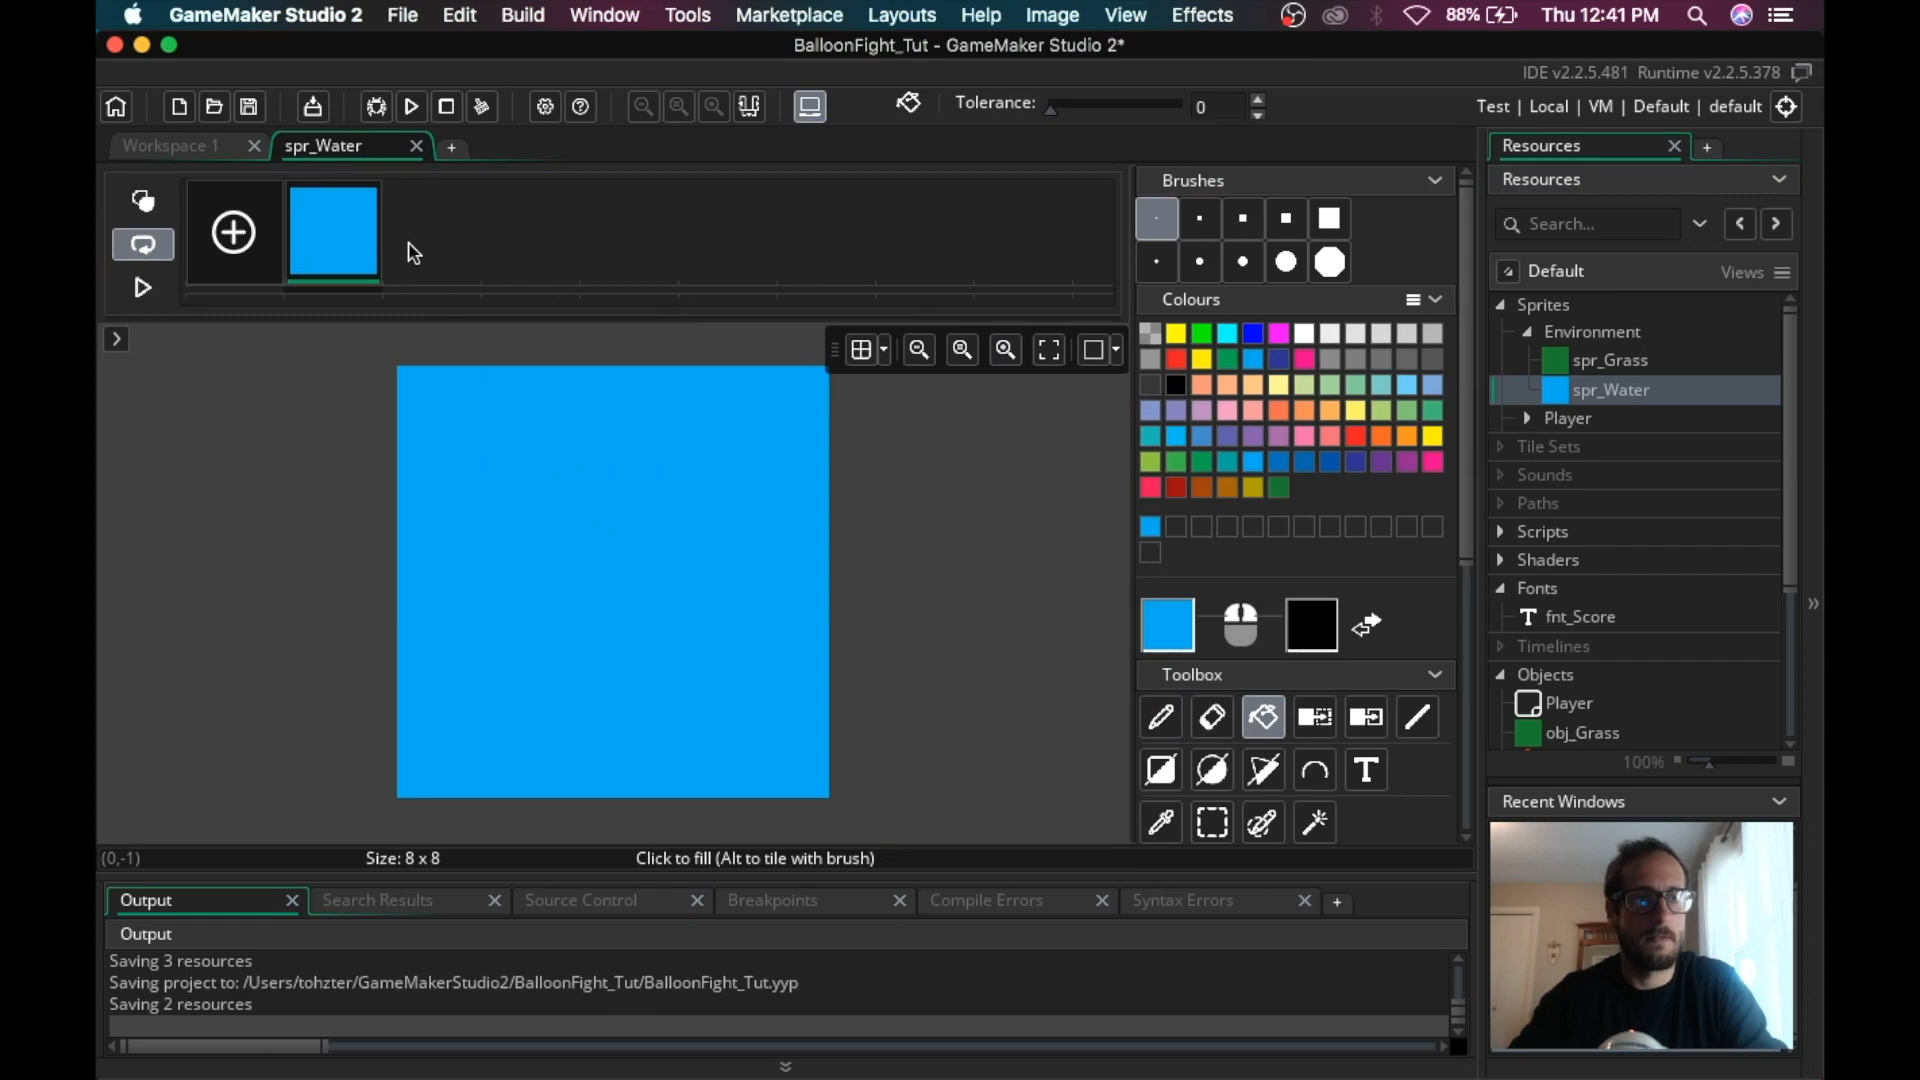 GameMaker Studio 2 File Edit Build Window Tools Marketplace Layouts Help Image View Effects 88% Thu 12:41 PM
BalloonFight_Tut - GameMaker Studio 2*
IDE v2.2.5.481 Runtime v2.2.5.378
Tolerance: 0 Test | Local | VM | Default | default
Workspace 1 spr_Water
Resources
Brushes
Resources
Search...
Default Views
Colours
Sprites
Environment
spr_Grass
spr_Water
Player
Tile Sets
Sounds
Paths
Scripts
Shaders
Fonts
fnt_Score
Timelines
Toolbox
Objects
Player
obj_Grass
100%
Recent Windows
(0,-1) Size: 8 x 8 Click to fill (Alt to tile with brush)
Output Search Results Source Control Breakpoints Compile Errors Syntax Errors
Output
Saving 3 resources
Saving project to: /Users/tohzter/GameMakerStudio2/BalloonFight_Tut/BalloonFight_Tut.yyp
Saving 2 resources